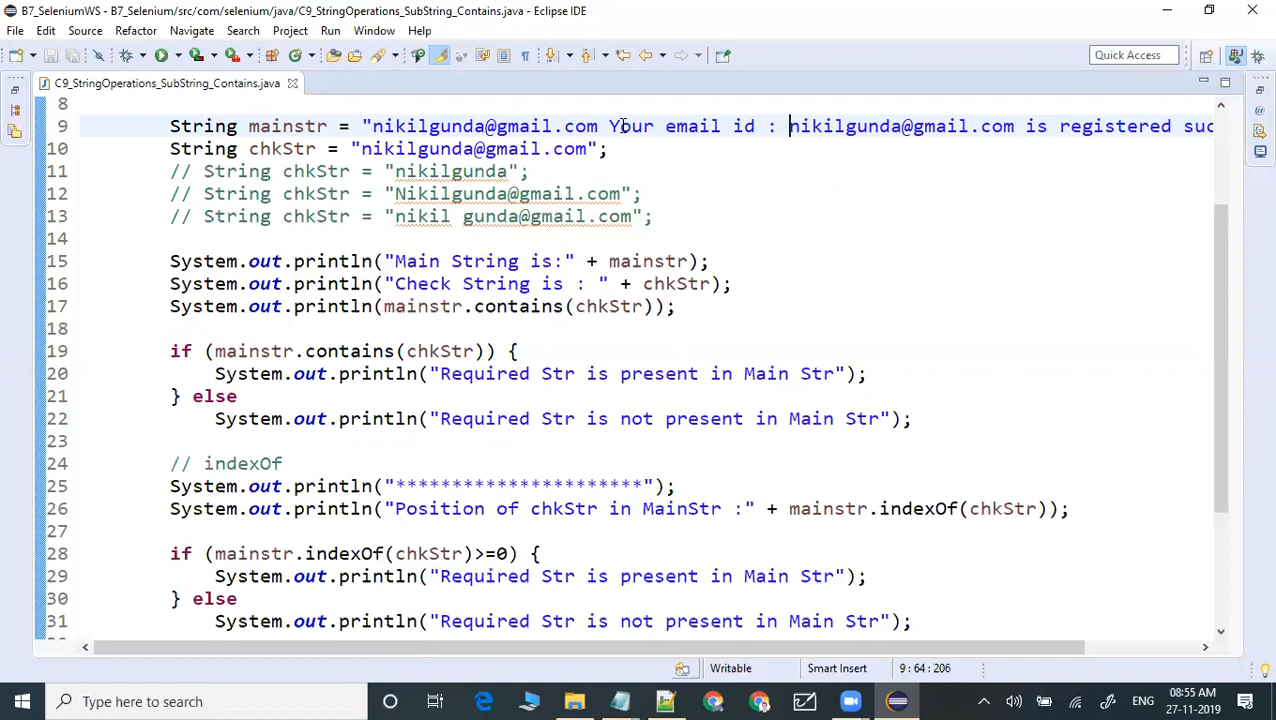 B7_SeleniumWS - B7_Selenium/src/com/selenium/java/C9_StringOperations_SubString_Contains.java - Eclipse IDE
File Edit Source Refactor Navigate Search Project Run Window Help
Quick Access
C9_StringOperations_SubString_Contains.java
8
9 String mainstr = "nikilgunda@gmail.com Your email id : nikilgunda@gmail.com is registered suc
10 String chkStr = "nikilgunda@gmail.com";
11 // String chkStr = "nikilgunda";
12 // String chkStr = "Nikilgunda@gmail.com";
13 // String chkStr = "nikil gunda@gmail.com";
14
15 System.out.println("Main String is:" + mainstr);
16 System.out.println("Check String is : " + chkStr);
17 System.out.println(mainstr.contains(chkStr));
18
19 if (mainstr.contains(chkStr)) {
20 System.out.println("Required Str is present in Main Str");
21 } else
22 System.out.println("Required Str is not present in Main Str");
23
24 // indexOf
25 System.out.println("**********************");
26 System.out.println("Position of chkStr in MainStr :" + mainstr.indexOf(chkStr));
27
28 if (mainstr.indexOf(chkStr)>=0) {
29 System.out.println("Required Str is present in Main Str");
30 } else
31 System.out.println("Required Str is not present in Main Str");
Writable Smart Insert 9 : 64 : 206
Type here to search
ENG
08:55 AM
27-11-2019